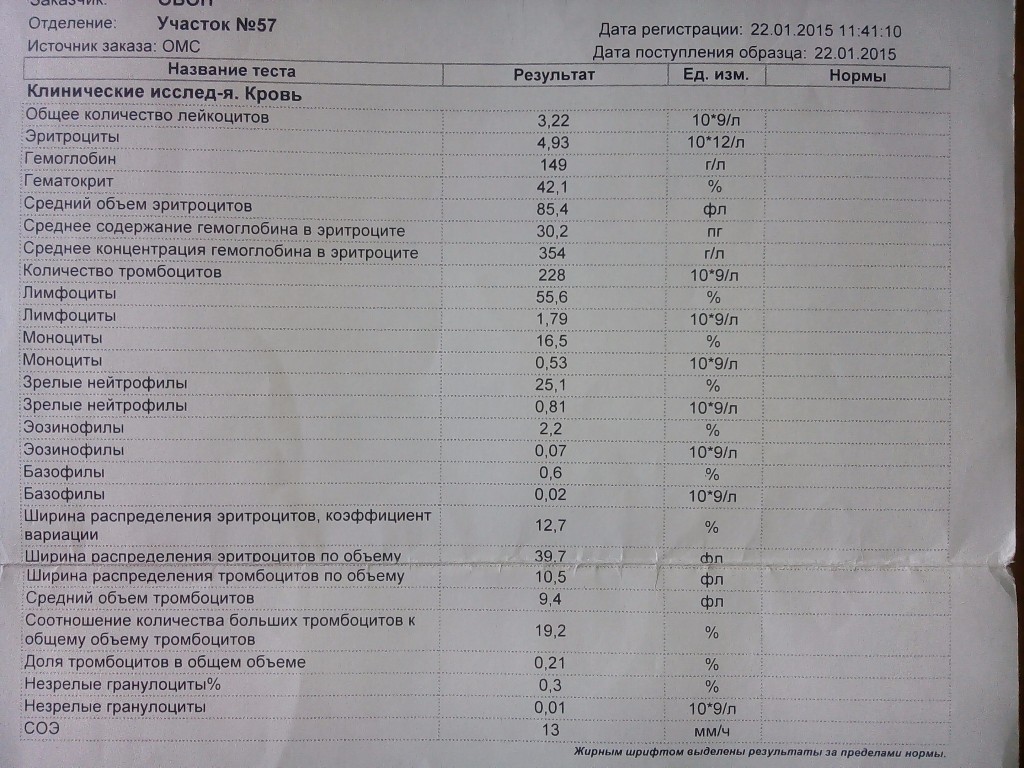 Заказчик: ОВОП
Отделение: Участок №57
Дата регистрации: 22.01.2015 11:41:10
Источник заказа: ОМС
Дата поступления образца: 22.01.2015
Название теста Результат Ед. изм. Нормы
Клинические исслед-я. Кровь
Общее количество лейкоцитов 3,22 10*9/л
Эритроциты 4,93 10*12/л
Гемоглобин 149 г/л
Гематокрит 42,1 %
Средний объем эритроцитов 85,4 фл
Среднее содержание гемоглобина в эритроците 30,2 пг
Среднее концентрация гемоглобина в эритроците 354 г/л
Количество тромбоцитов 228 10*9/л
Лимфоциты 55,6 %
Лимфоциты 1,79 10*9/л
Моноциты 16,5 %
Моноциты 0,53 10*9/л
Зрелые нейтрофилы 25,1 %
Зрелые нейтрофилы 0,81 10*9/л
Эозинофилы 2,2 %
Эозинофилы 0,07 10*9/л
Базофилы 0,6 %
Базофилы 0,02 10*9/л
Ширина распределения эритроцитов, коэффициент
вариации 12,7 %
Ширина распределения эритроцитов по объему 39,7 фл
Ширина распределения тромбоцитов по объему 10,5 фл
Средний объем тромбоцитов 9,4 фл
Соотношение количества больших тромбоцитов к
общему объему тромбоцитов 19,2 %
Доля тромбоцитов в общем объеме 0,21 %
Незрелые гранулоциты% 0,3 %
Незрелые гранулоциты 0,01 10*9/л
СОЭ 13 мм/ч
Жирным шрифтом выделены результаты за пределами нормы.